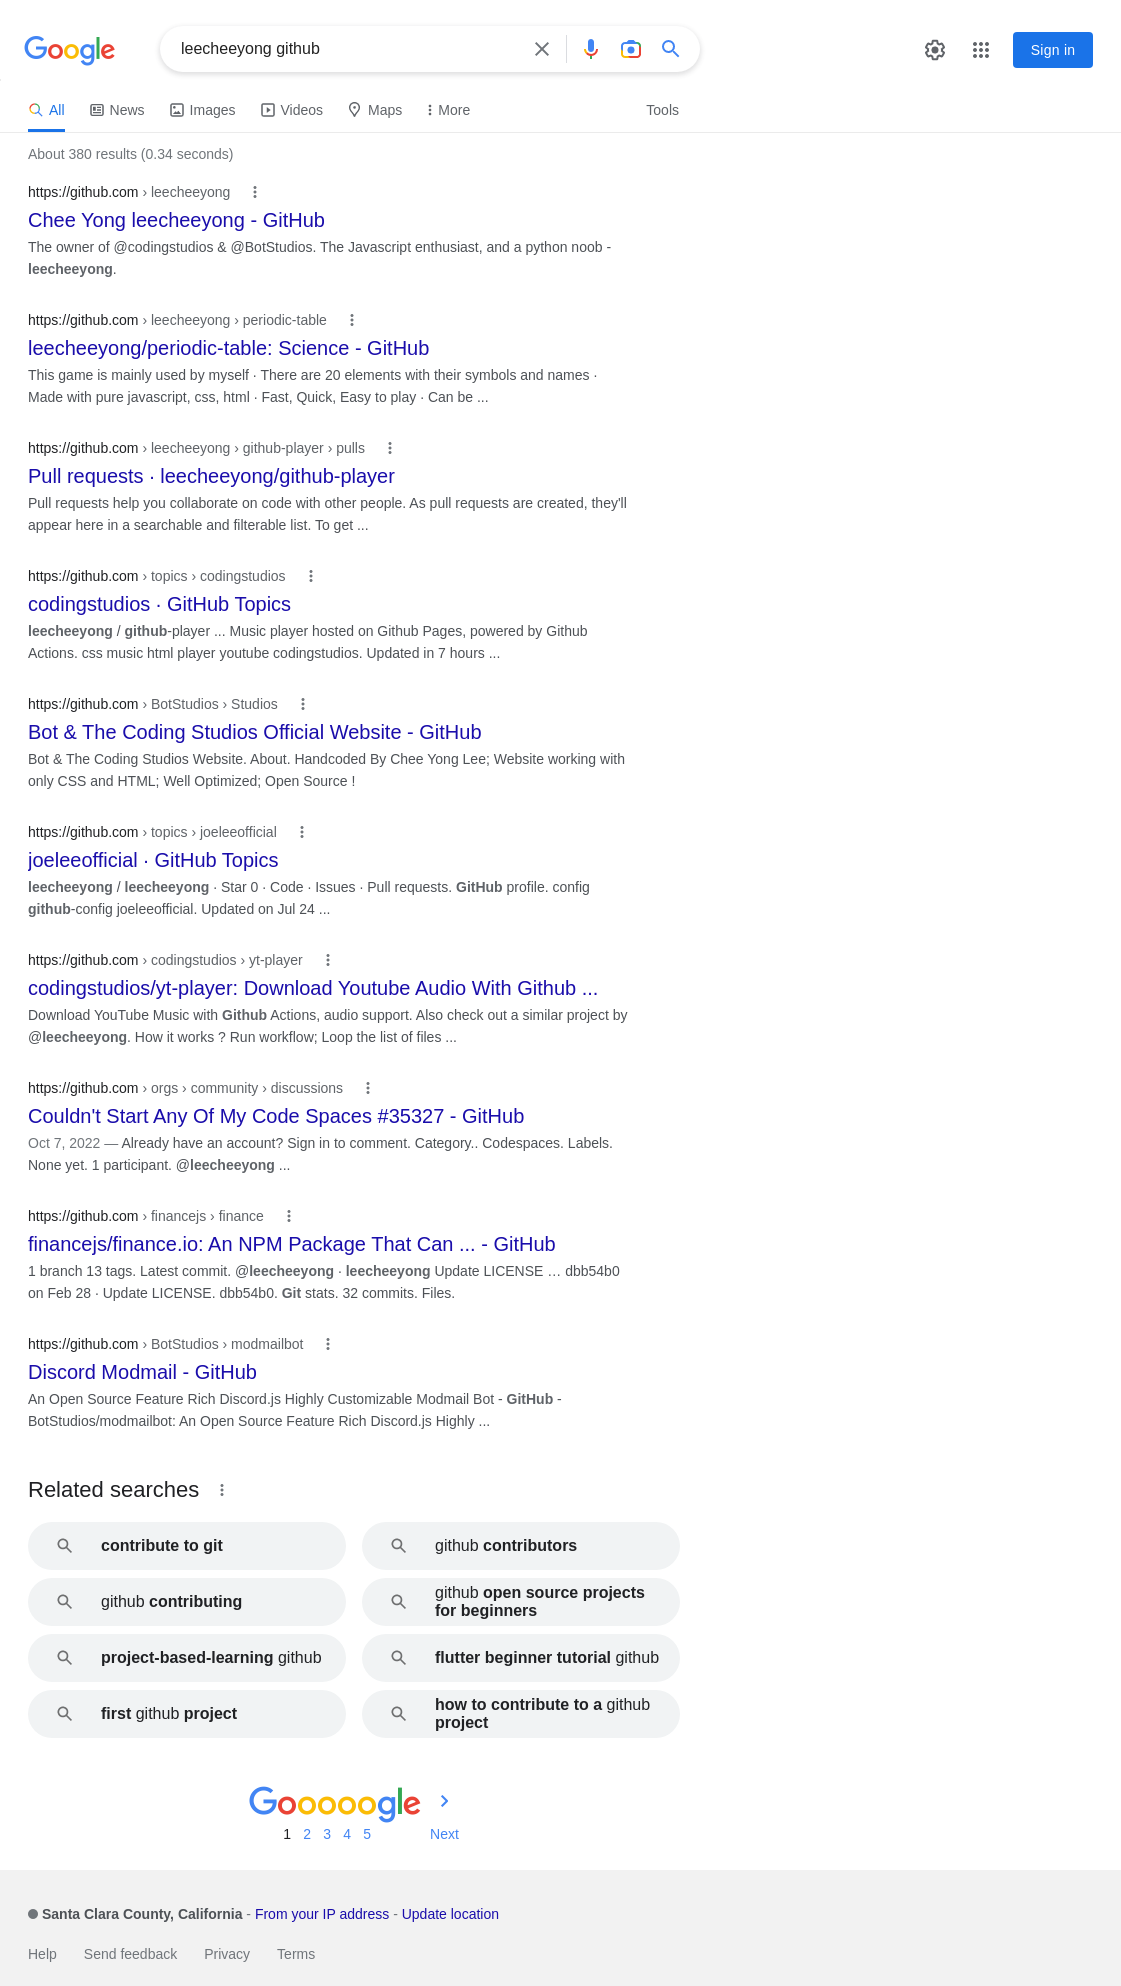 Google
leecheeyong github
Sign in
All
News
Images
Videos
Maps
More
Tools
About 380 results (0.34 seconds)
https://github.com › leecheeyong
Chee Yong leecheeyong - GitHub
The owner of @codingstudios & @BotStudios. The Javascript enthusiast, and a python noob -
leecheeyong.
https://github.com › leecheeyong › periodic-table
leecheeyong/periodic-table: Science - GitHub
This game is mainly used by myself · There are 20 elements with their symbols and names ·
Made with pure javascript, css, html · Fast, Quick, Easy to play · Can be ...
https://github.com › leecheeyong › github-player › pulls
Pull requests · leecheeyong/github-player
Pull requests help you collaborate on code with other people. As pull requests are created, they'll
appear here in a searchable and filterable list. To get ...
https://github.com › topics › codingstudios
codingstudios · GitHub Topics
leecheeyong / github-player ... Music player hosted on Github Pages, powered by Github
Actions. css music html player youtube codingstudios. Updated in 7 hours ...
https://github.com › BotStudios › Studios
Bot & The Coding Studios Official Website - GitHub
Bot & The Coding Studios Website. About. Handcoded By Chee Yong Lee; Website working with
only CSS and HTML; Well Optimized; Open Source !
https://github.com › topics › joeleeofficial
joeleeofficial · GitHub Topics
leecheeyong / leecheeyong · Star 0 · Code · Issues · Pull requests. GitHub profile. config
github-config joeleeofficial. Updated on Jul 24 ...
https://github.com › codingstudios › yt-player
codingstudios/yt-player: Download Youtube Audio With Github ...
Download YouTube Music with Github Actions, audio support. Also check out a similar project by
@leecheeyong. How it works ? Run workflow; Loop the list of files ...
https://github.com › orgs › community › discussions
Couldn't Start Any Of My Code Spaces #35327 - GitHub
Oct 7, 2022 — Already have an account? Sign in to comment. Category.. Codespaces. Labels.
None yet. 1 participant. @leecheeyong ...
https://github.com › financejs › finance
financejs/finance.io: An NPM Package That Can ... - GitHub
1 branch 13 tags. Latest commit. @leecheeyong · leecheeyong Update LICENSE … dbb54b0
on Feb 28 · Update LICENSE. dbb54b0. Git stats. 32 commits. Files.
https://github.com › BotStudios › modmailbot
Discord Modmail - GitHub
An Open Source Feature Rich Discord.js Highly Customizable Modmail Bot - GitHub -
BotStudios/modmailbot: An Open Source Feature Rich Discord.js Highly ...
Related searches
contribute to git
github contributors
github contributing
github open source projects
for beginners
project-based-learning github
flutter beginner tutorial github
first github project
how to contribute to a github
project
Gooooogle
1 2 3 4 5 Next
Santa Clara County, California - From your IP address - Update location
Help Send feedback Privacy Terms